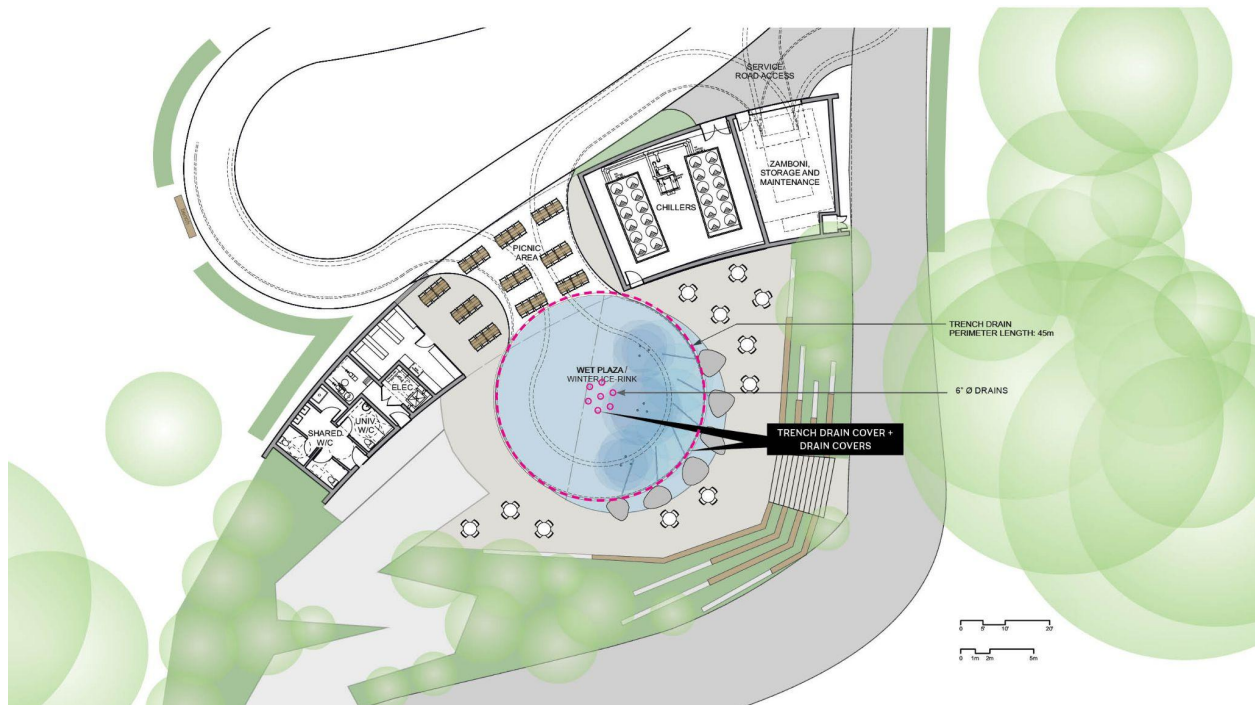 SERVICE
ROAD ACCESS
ZAMBONI,
STORAGE AND
MAINTENANCE
CHILLERS
PICNIC
AREA
TRENCH DRAIN
PERIMETER LENGTH: 45m
WET PLAZA /
WINTER ICE-RINK
6" Ø DRAINS
ELEC
UNIV.
W/C
SHARED
W/C
TRENCH DRAIN COVER +
DRAIN COVERS
0 5' 10' 20'
0 1m 2m 5m